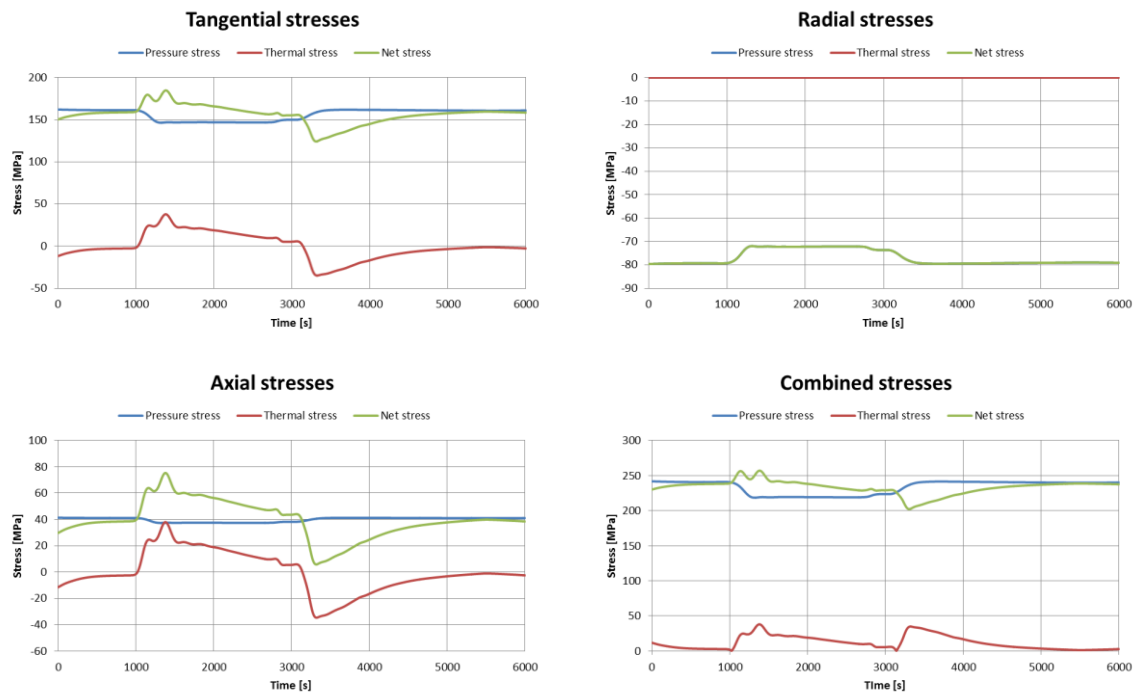 Tangential stresses
Pressure stress Thermal stress Net stress
200
150
100
50
0
-50
Stress [MPa]
0 1000 2000 3000 4000 5000 6000
Time [s]
Radial stresses
Pressure stress Thermal stress Net stress
0
-10
-20
-30
-40
-50
-60
-70
-80
-90
Stress [MPa]
0 1000 2000 3000 4000 5000 6000
Time [s]
Axial stresses
Pressure stress Thermal stress Net stress
100
80
60
40
20
0
-20
-40
-60
Stress [MPa]
0 1000 2000 3000 4000 5000 6000
Time [s]
Combined stresses
Pressure stress Thermal stress Net stress
300
250
200
150
100
50
0
Stress [MPa]
0 1000 2000 3000 4000 5000 6000
TIme [s]